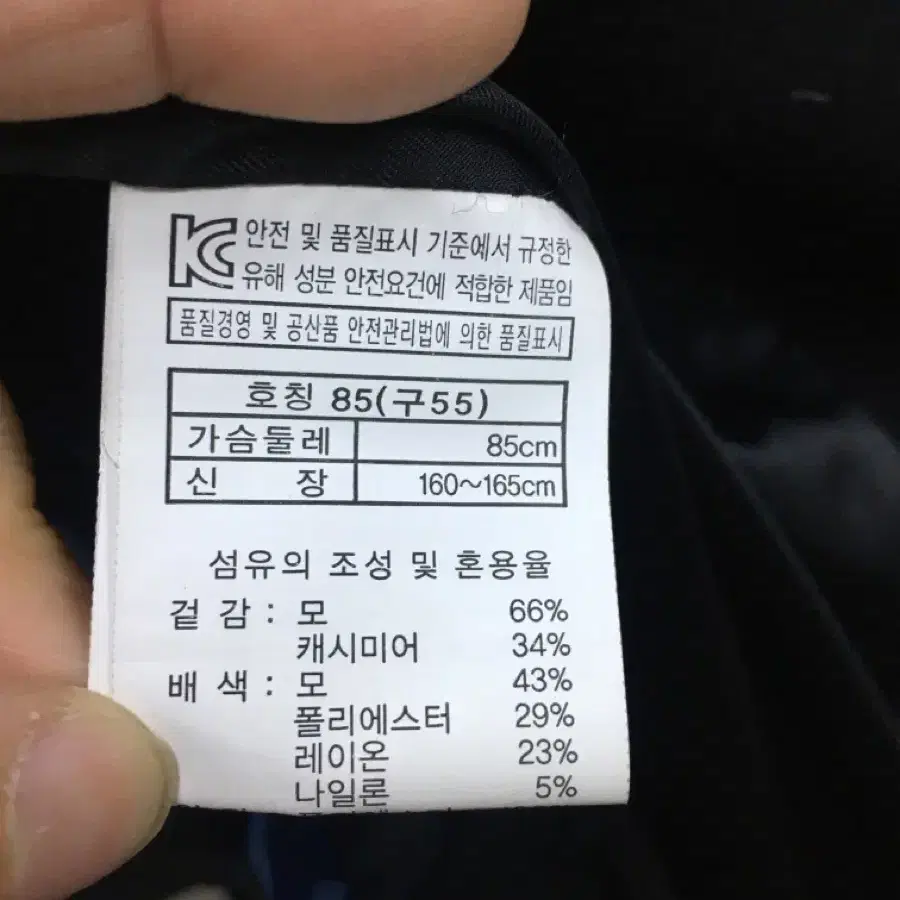 KC 안전 및 품질표시 기준에서 규정한
유해 성분 안전요건에 적합한 제품임
품질경영 및 공산품 안전관리법에 의한 품질표시
호칭 85(구55)
가슴둘레 85cm
신 장 160~165cm
섬유의 조성 및 혼용율
겉 감 : 모 66%
캐시미어 34%
배 색 : 모 43%
폴리에스터 29%
레이온 23%
나일론 5%